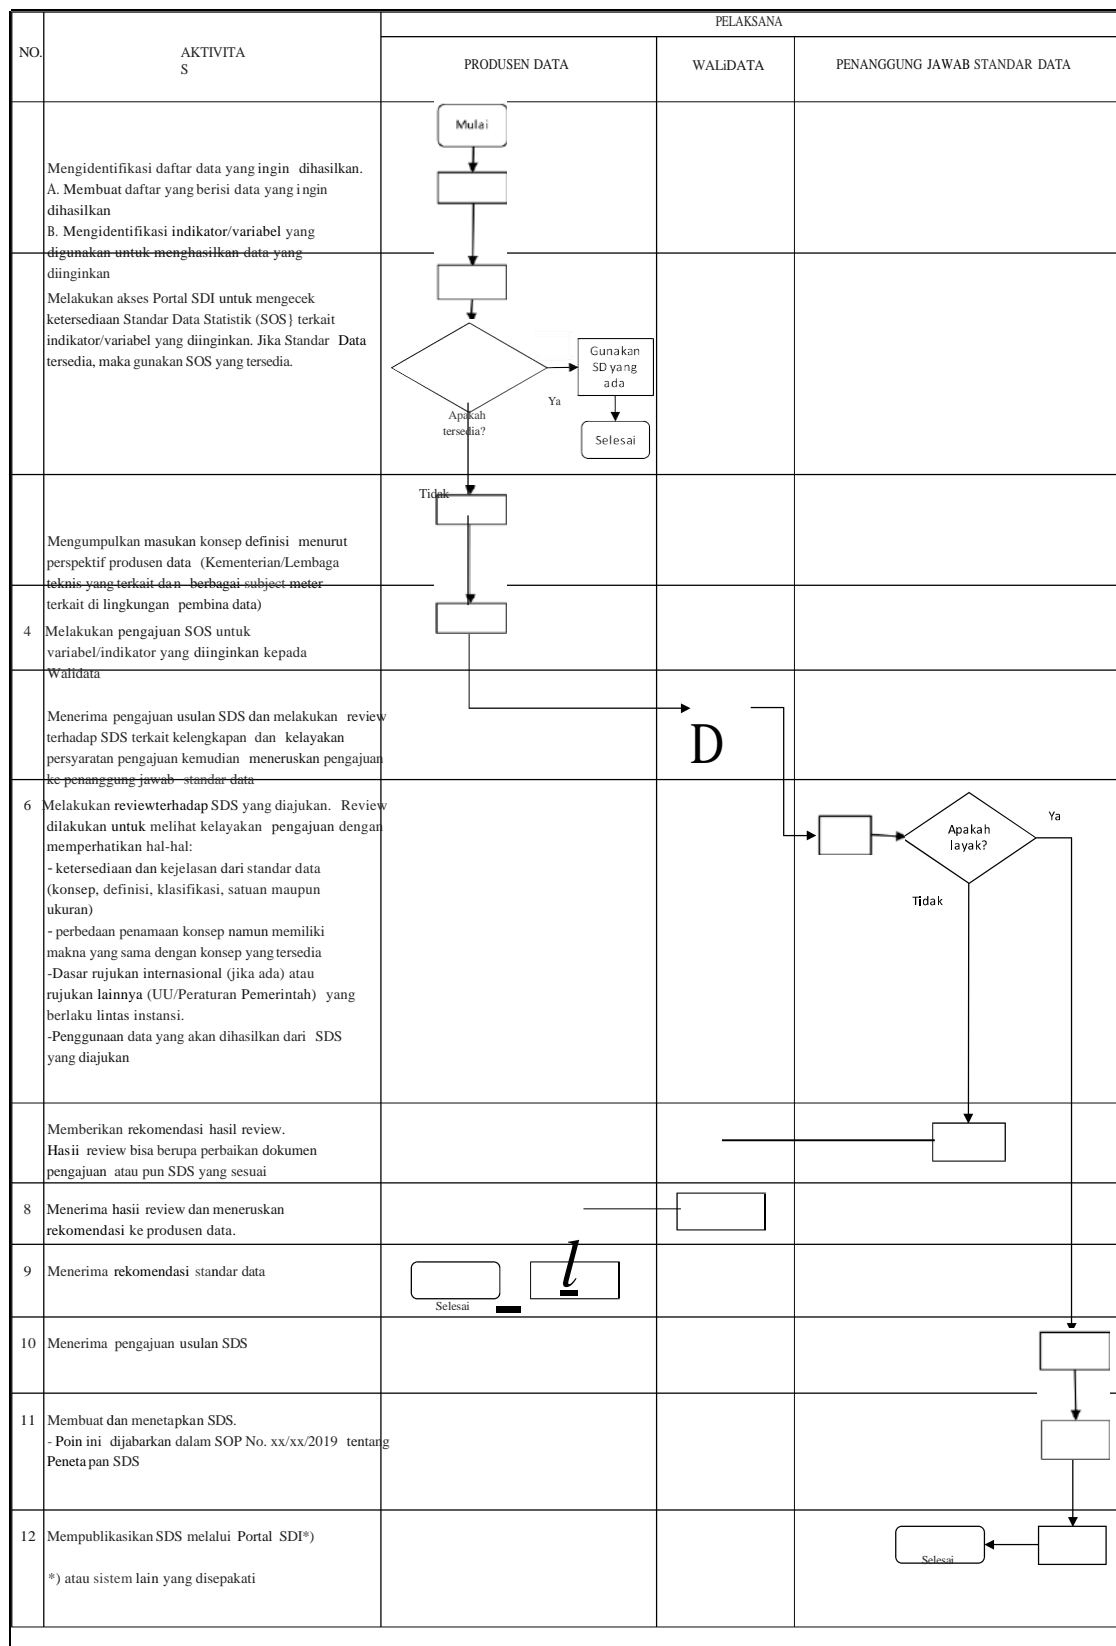 PELAKSANA
NO.
AKTIVITA
S
PRODUSEN DATA
WALiDATA
PENANGGUNG JAWAB STANDAR DATA
Mulai
Mengidentifikasi daftar data yang ingin dihasilkan.
A. Membuat daftar yang berisi data yang ingin
dihasilkan
B. Mengidentifikasi indikator/variabel yang
digunakan untuk menghasilkan data yang
diinginkan
Melakukan akses Portal SDI untuk mengecek
ketersediaan Standar Data Statistik (SOS} terkait
indikator/variabel yang diinginkan. Jika Standar Data
tersedia, maka gunakan SOS yang tersedia.
Gunakan
SD yang
ada
Ya
Apakah
tersedia?
Selesai
Tidak
Mengumpulkan masukan konsep definisi menurut
perspektif produsen data (Kementerian/Lembaga
teknis yang terkait dan berbagai subject meter
terkait di lingkungan pembina data)
4 Melakukan pengajuan SOS untuk
variabel/indikator yang diinginkan kepada
Walidata
Menerima pengajuan usulan SDS dan melakukan review
terhadap SDS terkait kelengkapan dan kelayakan
persyaratan pengajuan kemudian meneruskan pengajuan
ke penanggung jawab standar data
D
6 Melakukan reviewterhadap SDS yang diajukan. Review
dilakukan untuk melihat kelayakan pengajuan dengan
memperhatikan hal-hal:
- ketersediaan dan kejelasan dari standar data
(konsep, definisi, klasifikasi, satuan maupun
ukuran)
- perbedaan penamaan konsep namun memiliki
makna yang sama dengan konsep yang tersedia
-Dasar rujukan internasional (jika ada) atau
rujukan lainnya (UU/Peraturan Pemerintah) yang
berlaku lintas instansi.
-Penggunaan data yang akan dihasilkan dari SDS
yang diajukan
Apakah
layak?
Ya
Tidak
Memberikan rekomendasi hasil review.
Hasii review bisa berupa perbaikan dokumen
pengajuan atau pun SDS yang sesuai
8 Menerima hasii review dan meneruskan
rekomendasi ke produsen data.
9 Menerima rekomendasi standar data
Selesai
l
10 Menerima pengajuan usulan SDS
11 Membuat dan menetapkan SDS.
- Poin ini dijabarkan dalam SOP No. xx/xx/2019 tentang
Peneta pan SDS
12 Mempublikasikan SDS melalui Portal SDI*)
Selesai
*) atau sistem lain yang disepakati